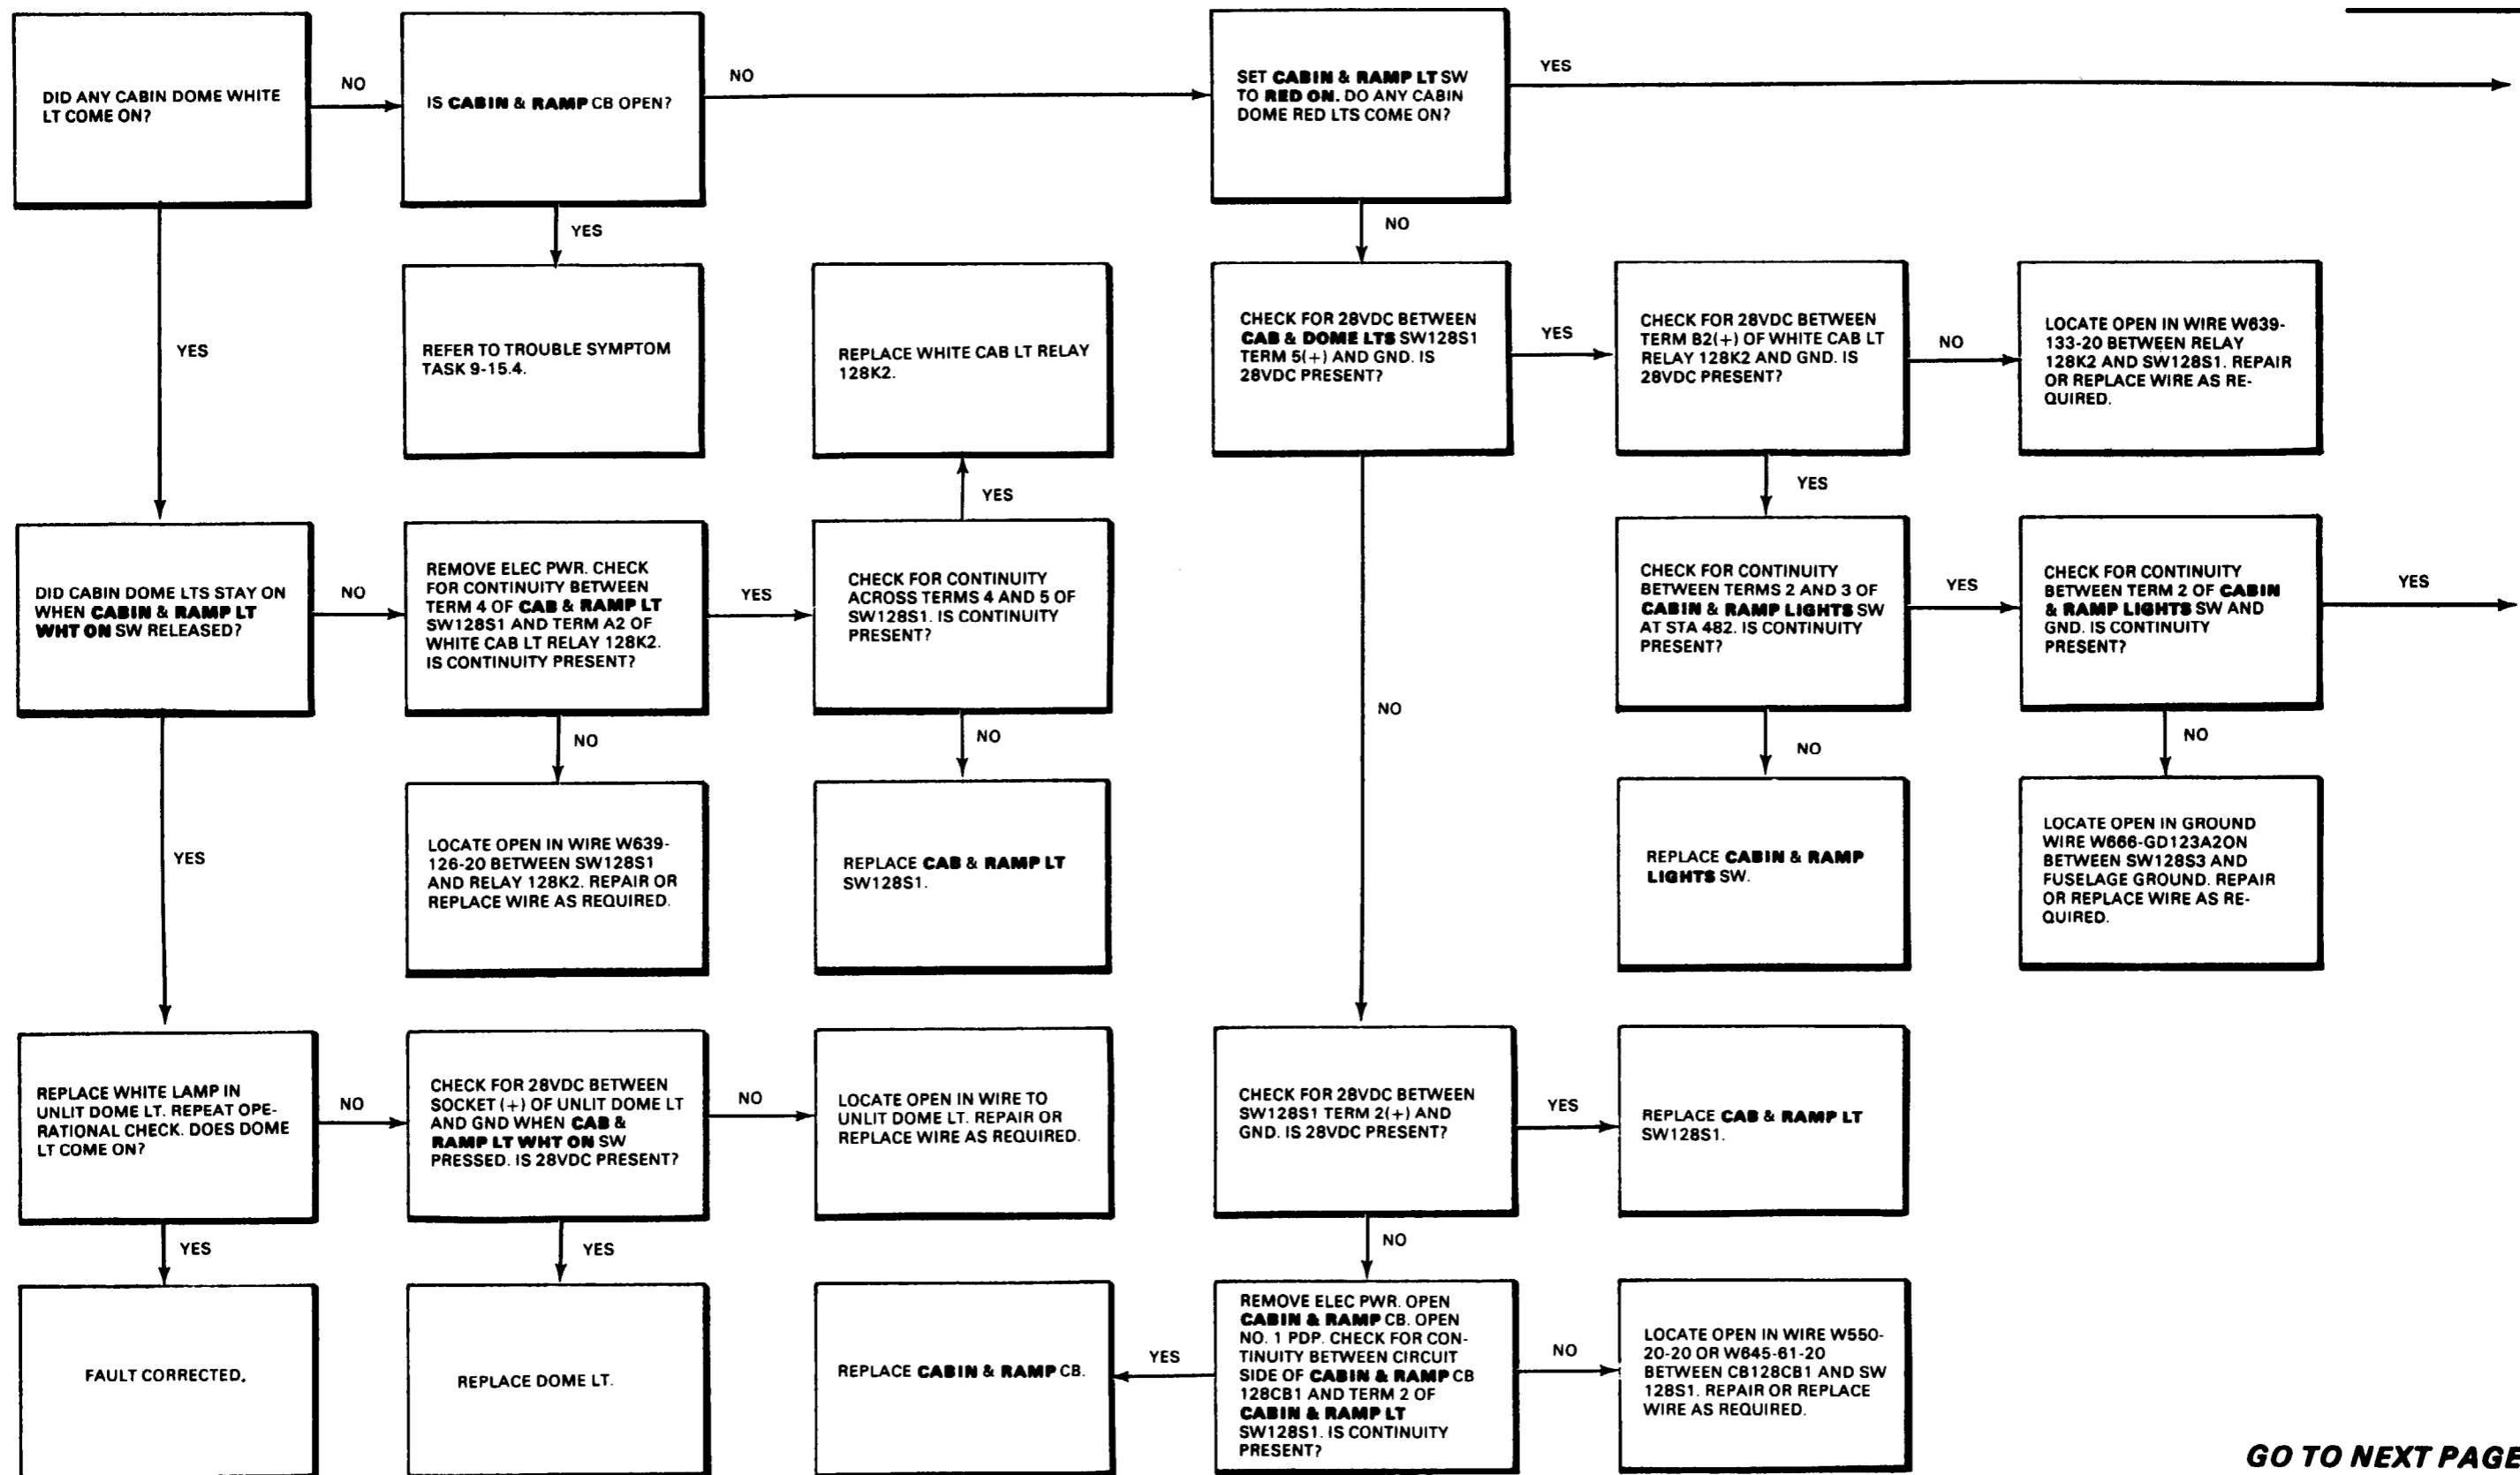 DID ANY CABIN DOME WHITE
LT COME ON?
NO
IS CABIN & RAMP CB OPEN?
NO
SET CABIN & RAMP LT SW
TO RED ON. DO ANY CABIN
DOME RED LTS COME ON?
YES
YES
YES
NO
REFER TO TROUBLE SYMPTOM
TASK 9-15.4.
REPLACE WHITE CAB LT RELAY
128K2.
CHECK FOR 28VDC BETWEEN
CAB & DOME LTS SW128S1
TERM 5(+) AND GND. IS
28VDC PRESENT?
YES
CHECK FOR 28VDC BETWEEN
TERM B2(+) OF WHITE CAB LT
RELAY 128K2 AND GND. IS
28VDC PRESENT?
NO
LOCATE OPEN IN WIRE W639-
133-20 BETWEEN RELAY
128K2 AND SW128S1. REPAIR
OR REPLACE WIRE AS RE-
QUIRED.
YES
YES
DID CABIN DOME LTS STAY ON
WHEN CABIN & RAMP LT
WHT ON SW RELEASED?
NO
REMOVE ELEC PWR. CHECK
FOR CONTINUITY BETWEEN
TERM 4 OF CAB & RAMP LT
SW128S1 AND TERM A2 OF
WHITE CAB LT RELAY 128K2.
IS CONTINUITY PRESENT?
YES
CHECK FOR CONTINUITY
ACROSS TERMS 4 AND 5 OF
SW128S1. IS CONTINUITY
PRESENT?
NO
CHECK FOR CONTINUITY
BETWEEN TERMS 2 AND 3 OF
CABIN & RAMP LIGHTS SW
AT STA 482. IS CONTINUITY
PRESENT?
YES
CHECK FOR CONTINUITY
BETWEEN TERM 2 OF CABIN
& RAMP LIGHTS SW AND
GND. IS CONTINUITY
PRESENT?
YES
YES
NO
NO
NO
NO
LOCATE OPEN IN WIRE W639-
126-20 BETWEEN SW128S1
AND RELAY 128K2. REPAIR OR
REPLACE WIRE AS REQUIRED.
REPLACE CAB & RAMP LT
SW128S1.
REPLACE CABIN & RAMP
LIGHTS SW.
LOCATE OPEN IN GROUND
WIRE W666-GD123A2ON
BETWEEN SW128S3 AND
FUSELAGE GROUND. REPAIR
OR REPLACE WIRE AS RE-
QUIRED.
REPLACE WHITE LAMP IN
UNLIT DOME LT. REPEAT OPE-
RATIONAL CHECK. DOES DOME
LT COME ON?
NO
CHECK FOR 28VDC BETWEEN
SOCKET (+) OF UNLIT DOME LT
AND GND WHEN CAB &
RAMP LT WHT ON SW
PRESSED. IS 28VDC PRESENT?
NO
LOCATE OPEN IN WIRE TO
UNLIT DOME LT. REPAIR OR
REPLACE WIRE AS REQUIRED.
CHECK FOR 28VDC BETWEEN
SW128S1 TERM 2(+) AND
GND. IS 28VDC PRESENT?
YES
REPLACE CAB & RAMP LT
SW128S1.
YES
YES
NO
FAULT CORRECTED.
REPLACE DOME LT.
REPLACE CABIN & RAMP CB.
YES
REMOVE ELEC PWR. OPEN
CABIN & RAMP CB. OPEN
NO. 1 PDP. CHECK FOR CON-
TINUITY BETWEEN CIRCUIT
SIDE OF CABIN & RAMP CB
128CB1 AND TERM 2 OF
CABIN & RAMP LT
SW128S1. IS CONTINUITY
PRESENT?
NO
LOCATE OPEN IN WIRE W550-
20-20 OR W645-61-20
BETWEEN CB128CB1 AND SW
128S1. REPAIR OR REPLACE
WIRE AS REQUIRED.
GO TO NEXT PAGE